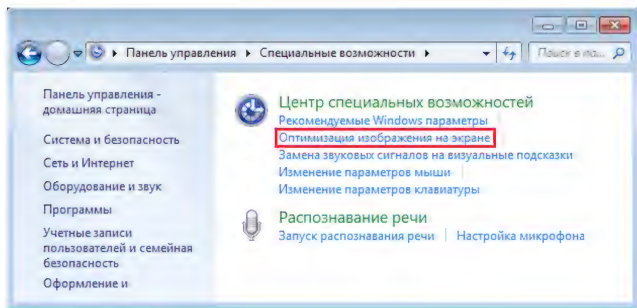 Панель управления ▸ Специальные возможности ▸
Поиск в па...
Панель управления -
домашняя страница
Система и безопасность
Сеть и Интернет
Оборудование и звук
Программы
Учетные записи
пользователей и семейная
безопасность
Оформление и
Центр специальных возможностей
Рекомендуемые Windows параметры
Оптимизация изображения на экране
Замена звуковых сигналов на визуальные подсказки
Изменение параметров мыши
Изменение параметров клавиатуры
Распознавание речи
Запуск распознавания речи | Настройка микрофона